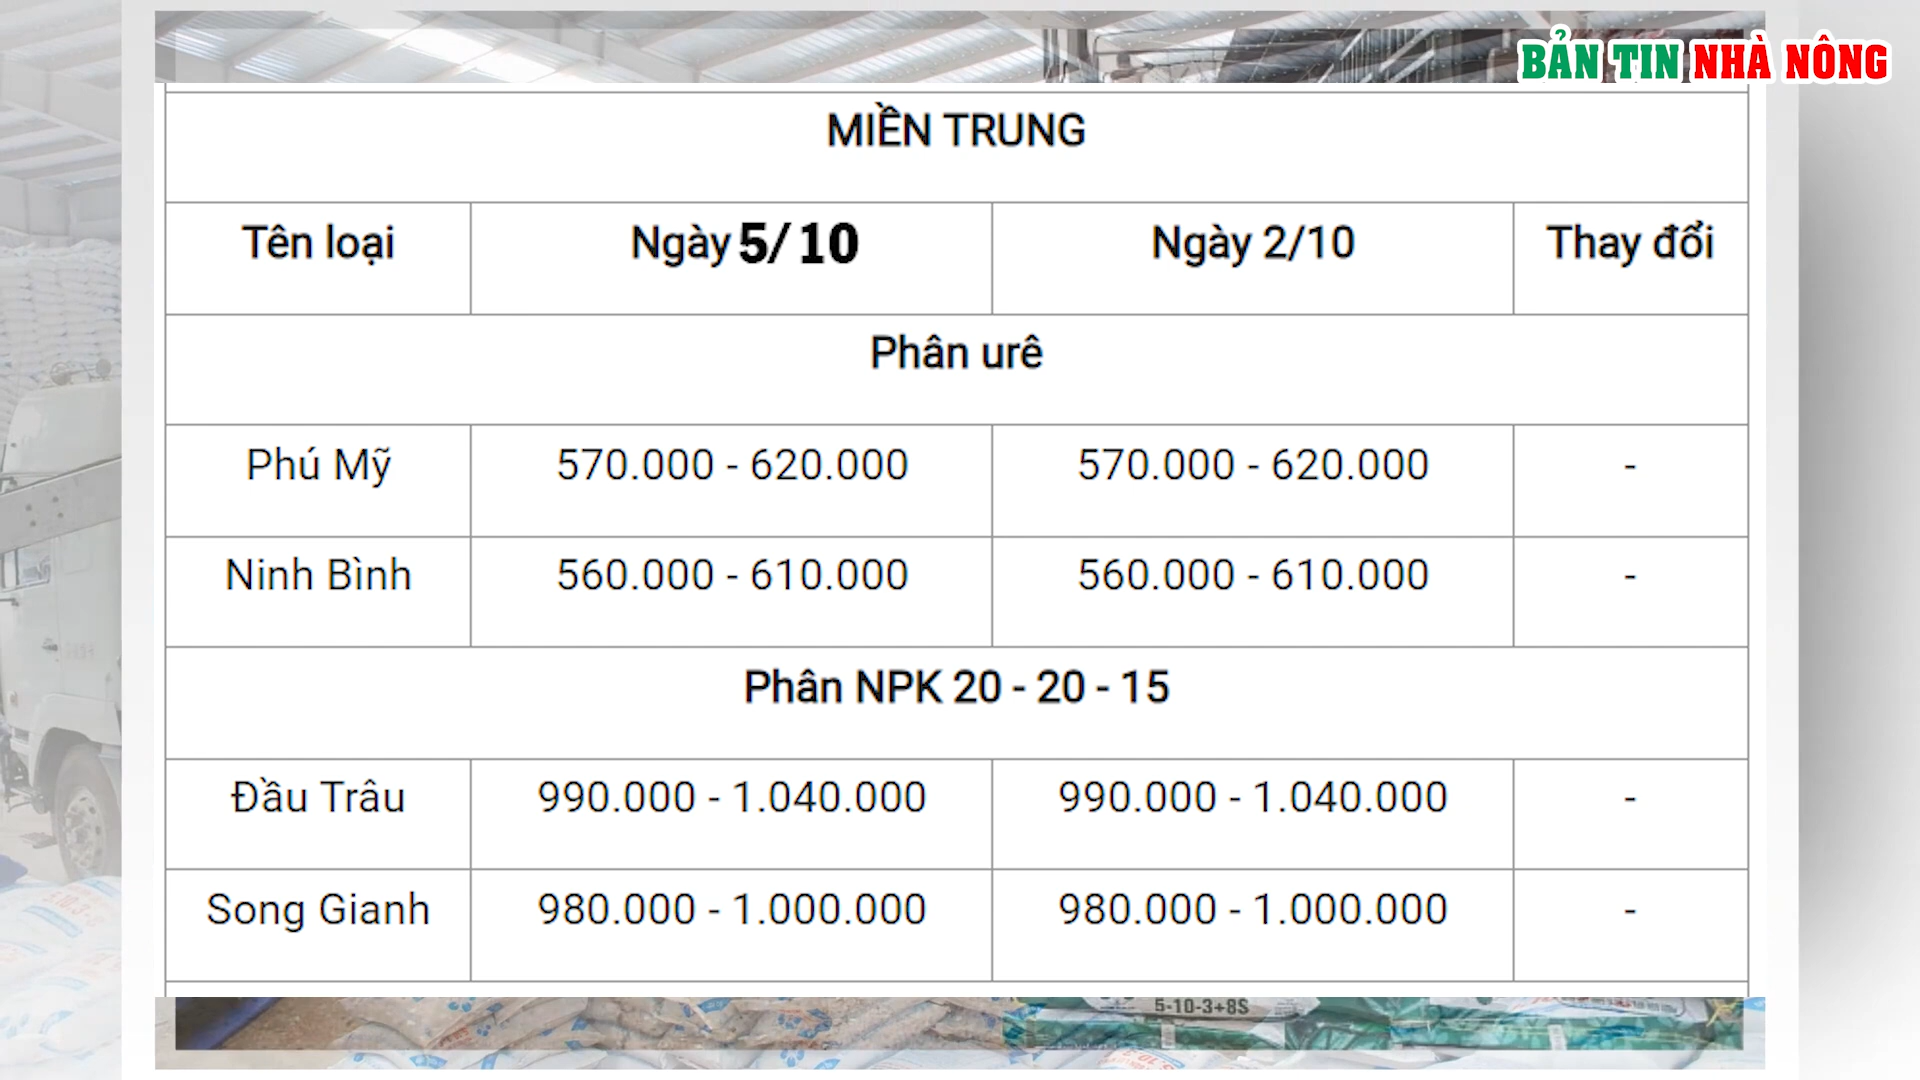 BẢN TIN NHÀ NÔNG
MIỀN TRUNG
Tên loại Ngày 5/10 Ngày 2/10 Thay đổi
Phân urê
Phú Mỹ 570.000 - 620.000 570.000 - 620.000 -
Ninh Bình 560.000 - 610.000 560.000 - 610.000 -
Phân NPK 20 - 20 - 15
Đầu Trâu 990.000 - 1.040.000 990.000 - 1.040.000 -
Song Gianh 980.000 - 1.000.000 980.000 - 1.000.000 -
5-10-3+8S